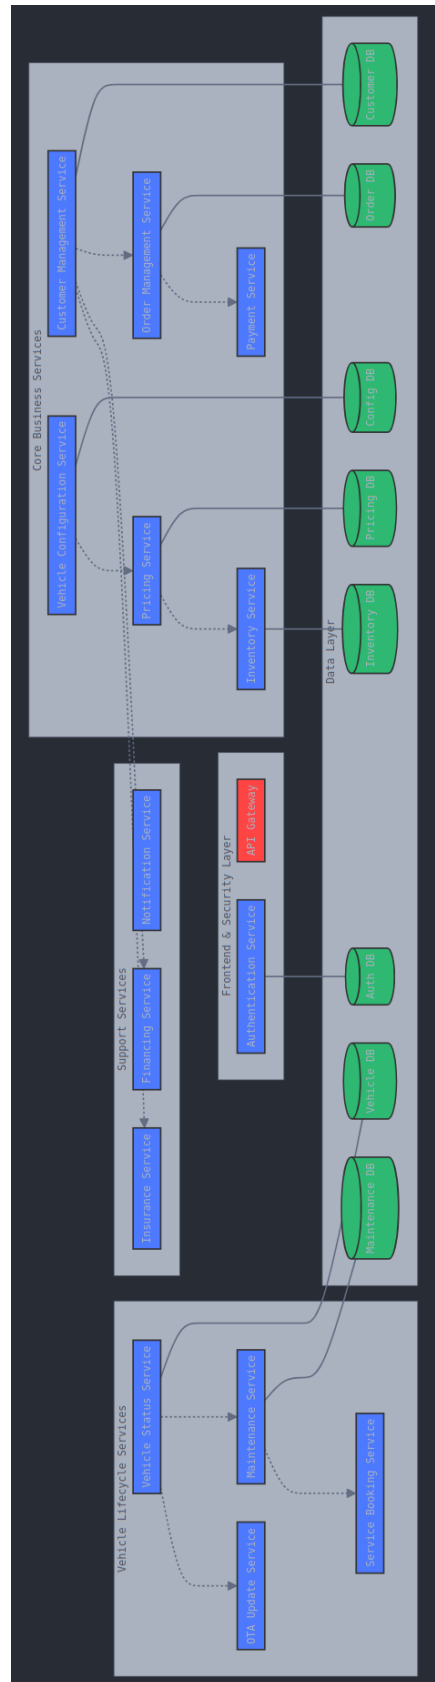 Core Business Services
Customer Management Service
Order Management Service
Payment Service
Vehicle Configuration Service
Pricing Service
Inventory Service
Data Layer
Customer DB
Order DB
Config DB
Pricing DB
Inventory DB
Auth DB
Vehicle DB
Maintenance DB
Support Services
Notification Service
Financing Service
Insurance Service
Frontend & Security Layer
API Gateway
Authentication Service
Vehicle Lifecycle Services
Vehicle Status Service
Maintenance Service
OTA Update Service
Service Booking Service